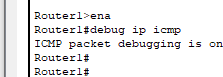 Router1>ena
Router1#debug ip icmp
ICMP packet debugging is on
Router1#
Router1#